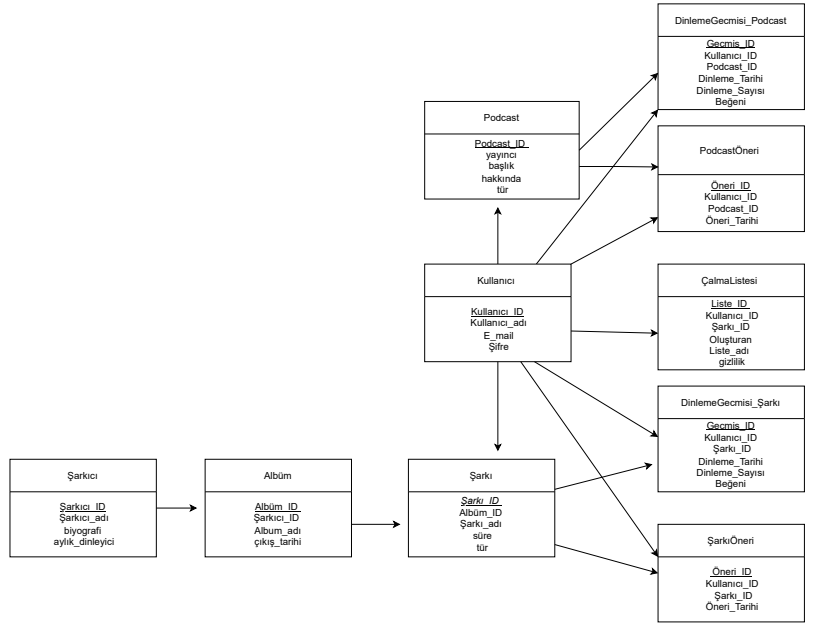 DinlemeGecmisi_Podcast
Gecmis_ID
Kullanıcı_ID
Podcast_ID
Dinleme_Tarihi
Dinleme_Sayısı
Beğeni
Podcast
Podcast_ID
yayıncı
başlık
hakkında
tür
PodcastÖneri
Öneri_ID
Kullanıcı_ID
Podcast_ID
Öneri_Tarihi
Kullanıcı
Kullanıcı_ID
Kullanıcı_adı
E_mail
Şifre
ÇalmaListesi
Liste_ID
Kullanıcı_ID
Şarkı_ID
Oluşturan
Liste_adı
gizlilik
DinlemeGecmisi_Şarkı
Gecmis_ID
Kullanıcı_ID
Şarkı_ID
Dinleme_Tarihi
Dinleme_Sayısı
Beğeni
Şarkıcı
Şarkıcı_ID
Şarkıcı_adı
biyografi
aylık_dinleyici
Albüm
Albüm_ID
Şarkıcı_ID
Album_adı
çıkış_tarihi
Şarkı
Şarkı_ID
Albüm_ID
Şarkı_adı
süre
tür
ŞarkıÖneri
Öneri_ID
Kullanıcı_ID
Şarkı_ID
Öneri_Tarihi